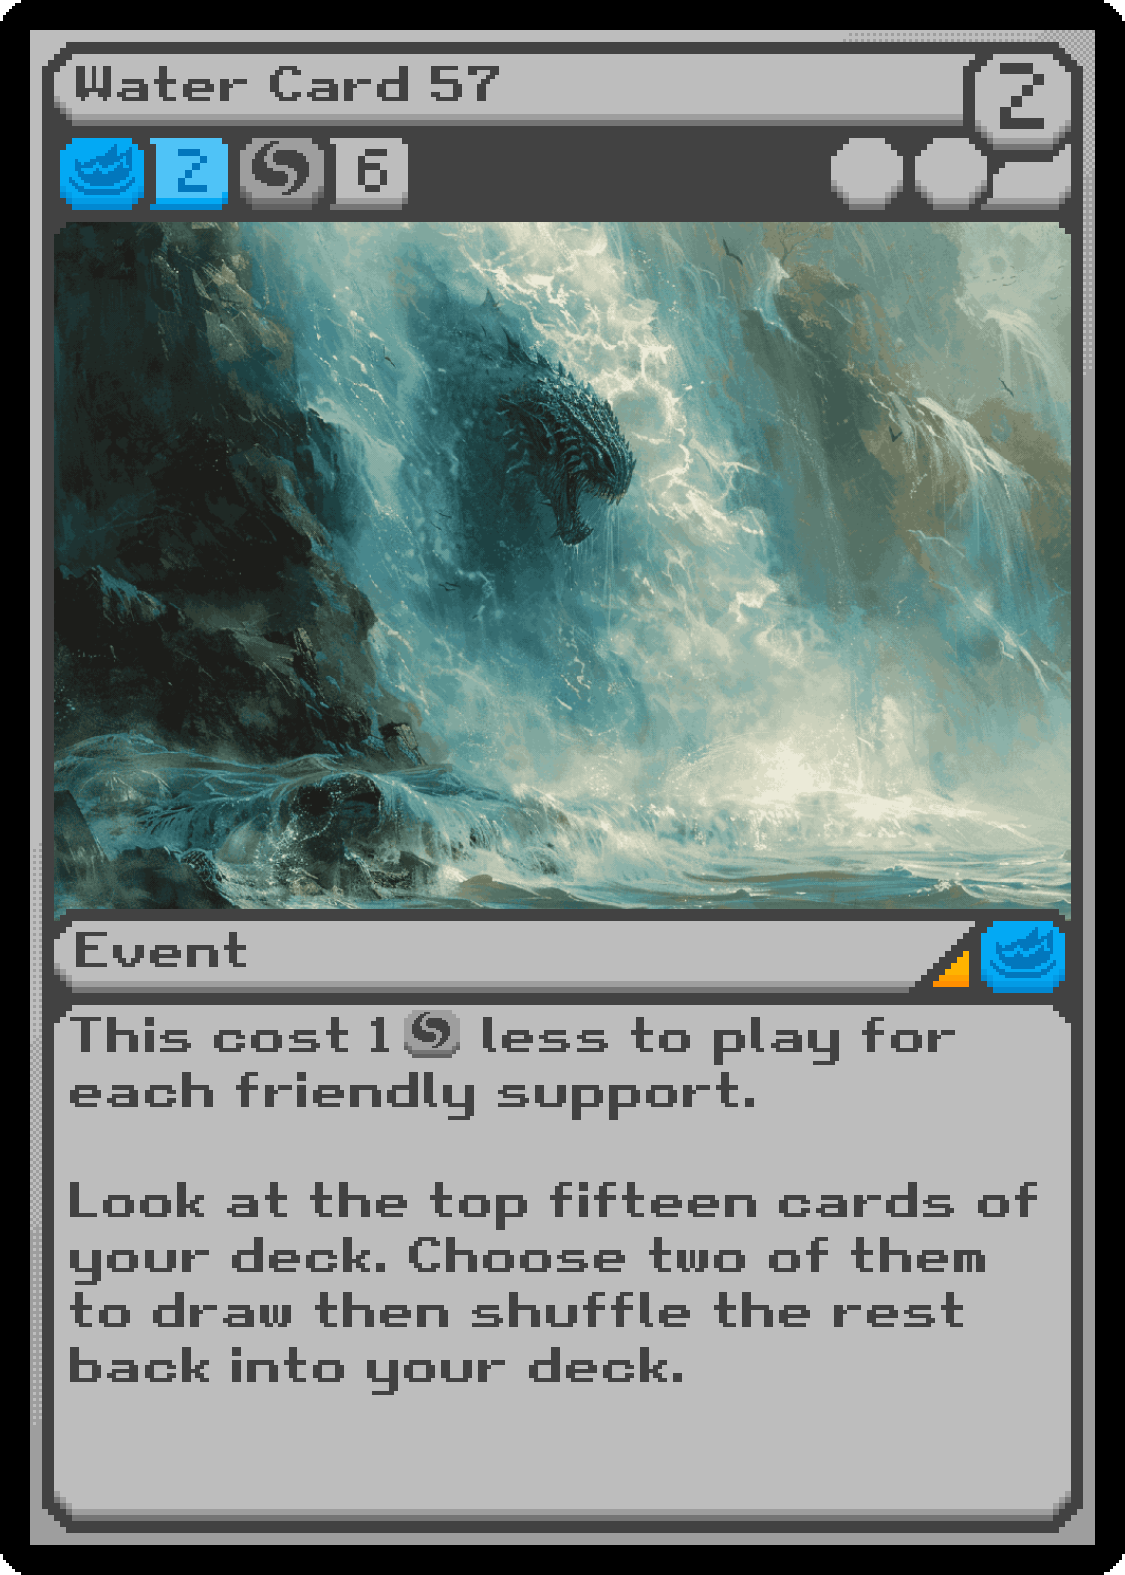 Water Card 57
2
2 6
Event
This cost 1 less to play for
each friendly support.
Look at the top fifteen cards of
your deck. Choose two of them
to draw then shuffle the rest
back into your deck.